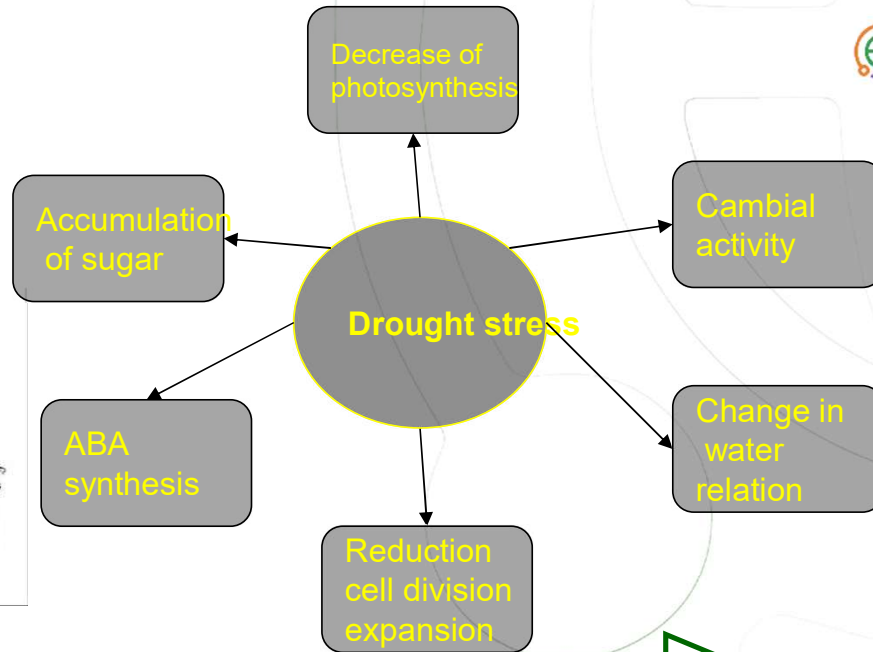 Decrease of
photosynthesis
Accumulation
of sugar
Cambial
activity
Drought stress
ABA
synthesis
Change in
water
relation
Reduction
cell division
expansion